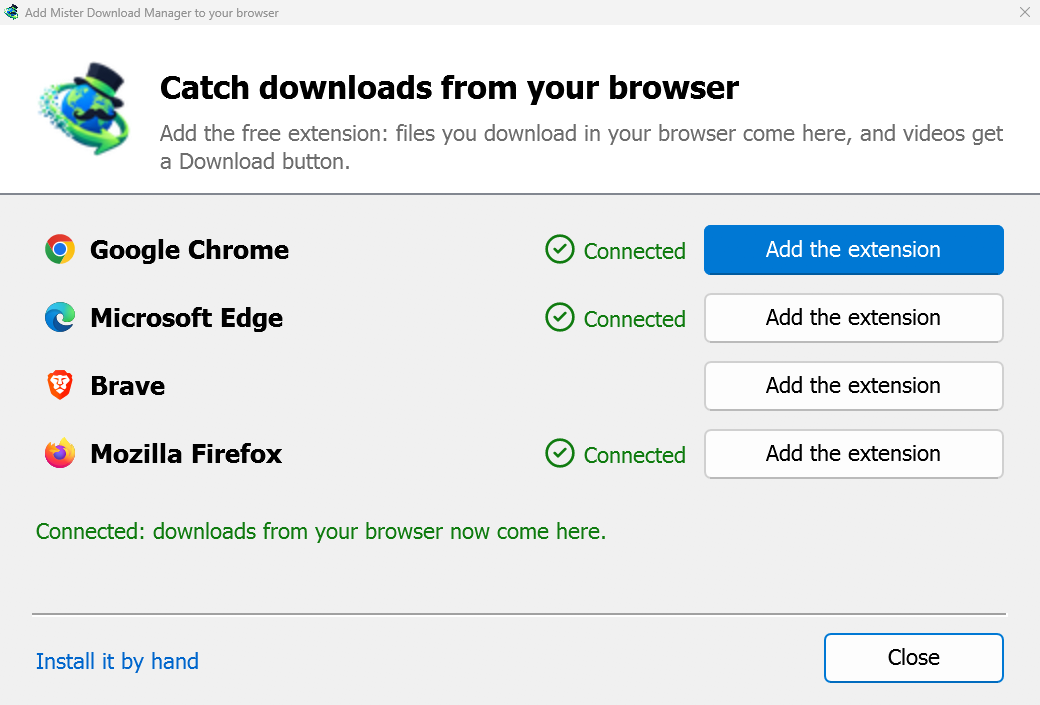 Add Mister Download Manager to your browser
Catch downloads from your browser
Add the free extension: files you download in your browser come here, and videos get
a Download button.
Google Chrome
Connected
Add the extension
Microsoft Edge
Connected
Add the extension
Brave
Add the extension
Mozilla Firefox
Connected
Add the extension
Connected: downloads from your browser now come here.
Install it by hand
Close